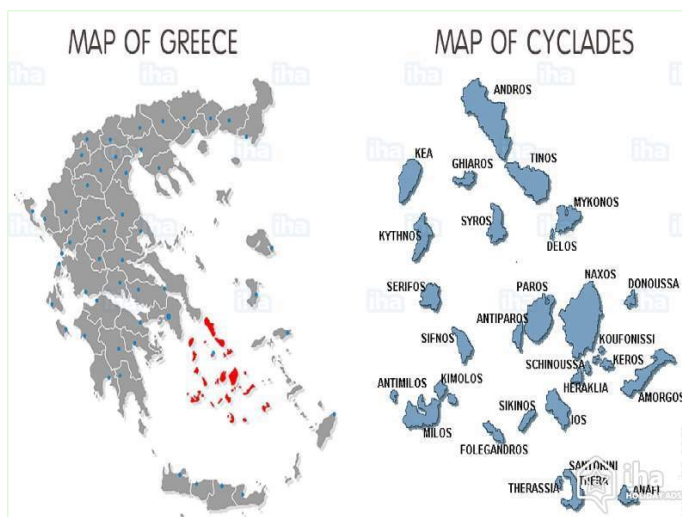 MAP OF GREECE
MAP OF CYCLADES
ANDROS
KEA
GHIAROS
TINOS
MYKONOS
SYROS
KYTHNOS
DELOS
SERIFOS
PAROS
NAXOS
DONOUSSA
ANTIPAROS
SIFNOS
KOUFONISSI
SCHINOUSSA
KEROS
ANTIMILOS
KIMOLOS
HERAKLIA
AMORGOS
SIKINOS
MILOS
IOS
FOLEGANDROS
SANTORINI
THERA
THERASSIA
ANAFI
iha